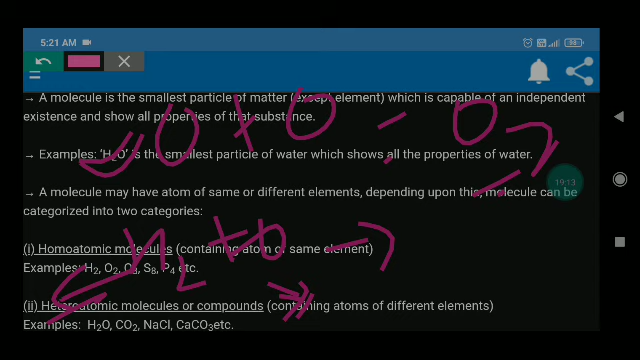 5:21 AM
88
→ A molecule is the smallest particle of matter (except element) which is capable of an independent
existence and show all properties of that substance.
O + O - O2
→ Examples: 'H₂O' is the smallest particle of water which shows all the properties of water.
19:13
→ A molecule may have atom of same or different elements, depending upon this, molecule can be
categorized into two categories:
H2 + O →
(i) Homoatomic molecules (containing atom of same element)
Examples: H₂, O₂, O₃, S₈, P₄ etc.
(ii) Heteroatomic molecules or compounds (containing atoms of different elements)
Examples: H₂O, CO₂, NaCl, CaCO₃etc.